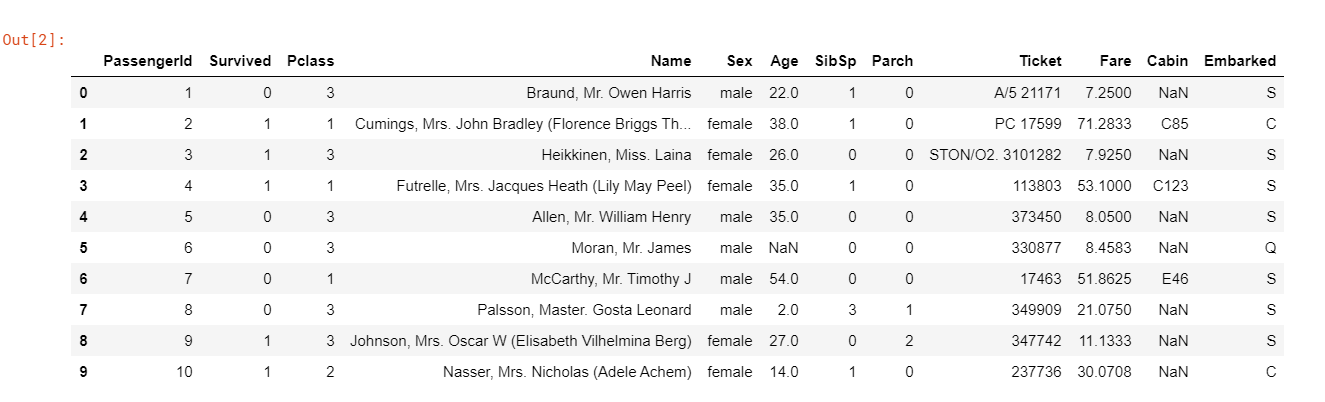 Out[2]:
PassengerId Survived Pclass Name Sex Age SibSp Parch Ticket Fare Cabin Embarked
0 1 0 3 Braund, Mr. Owen Harris male 22.0 1 0 A/5 21171 7.2500 NaN S
1 2 1 1 Cumings, Mrs. John Bradley (Florence Briggs Th... female 38.0 1 0 PC 17599 71.2833 C85 C
2 3 1 3 Heikkinen, Miss. Laina female 26.0 0 0 STON/O2. 3101282 7.9250 NaN S
3 4 1 1 Futrelle, Mrs. Jacques Heath (Lily May Peel) female 35.0 1 0 113803 53.1000 C123 S
4 5 0 3 Allen, Mr. William Henry male 35.0 0 0 373450 8.0500 NaN S
5 6 0 3 Moran, Mr. James male NaN 0 0 330877 8.4583 NaN Q
6 7 0 1 McCarthy, Mr. Timothy J male 54.0 0 0 17463 51.8625 E46 S
7 8 0 3 Palsson, Master. Gosta Leonard male 2.0 3 1 349909 21.0750 NaN S
8 9 1 3 Johnson, Mrs. Oscar W (Elisabeth Vilhelmina Berg) female 27.0 0 2 347742 11.1333 NaN S
9 10 1 2 Nasser, Mrs. Nicholas (Adele Achem) female 14.0 1 0 237736 30.0708 NaN C